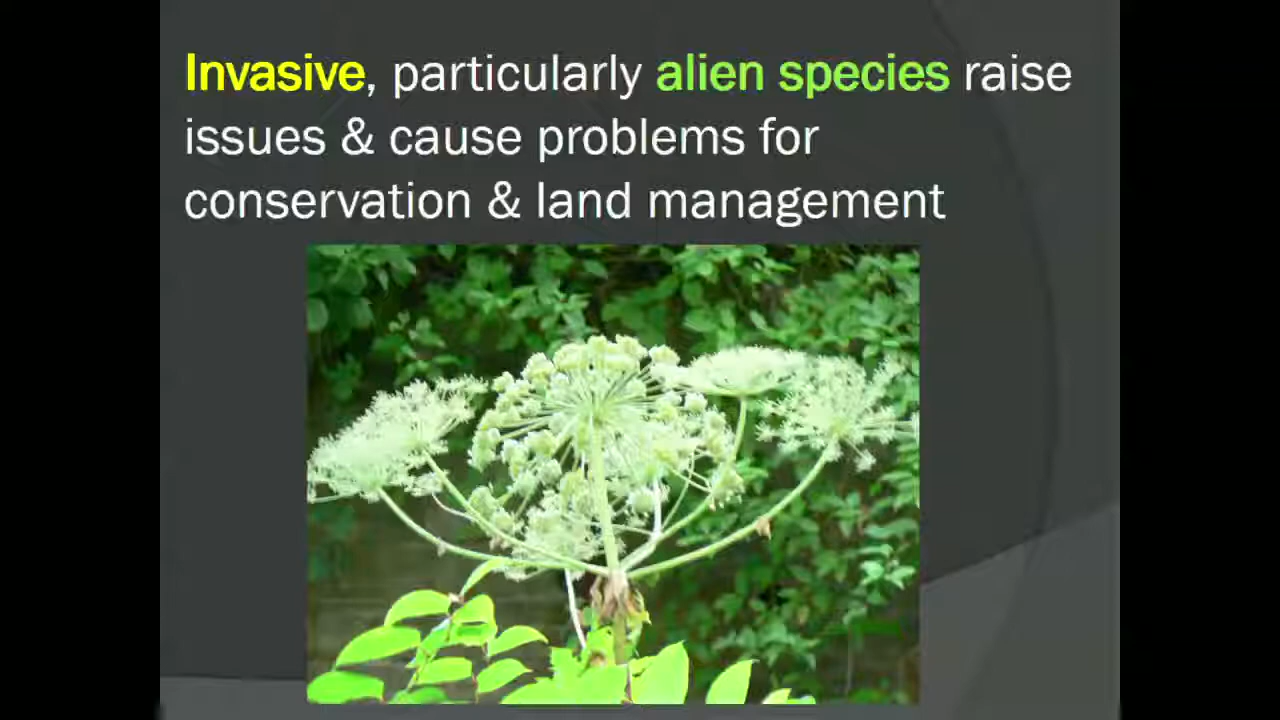 Invasive, particularly alien species raise
issues & cause problems for
conservation & land management